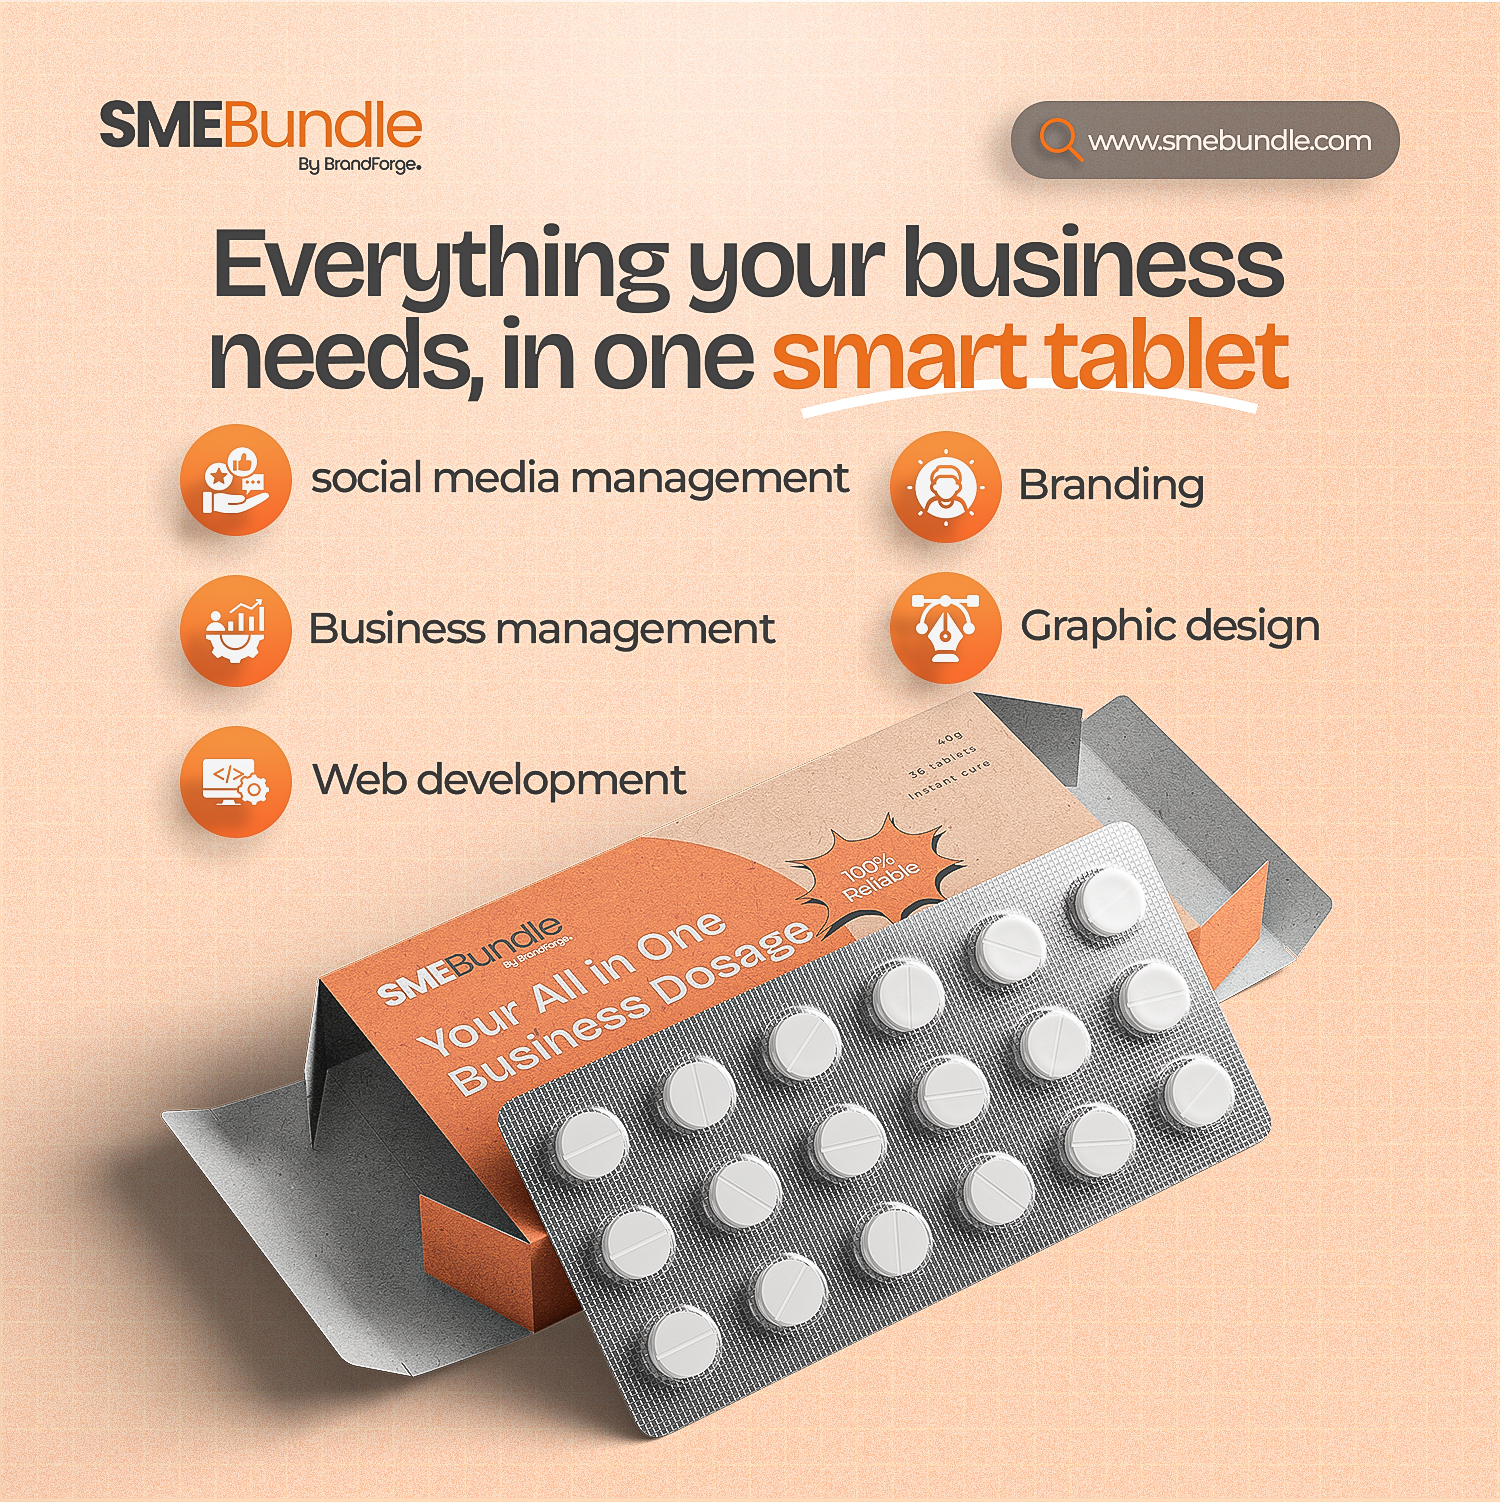 SMEBundle
By BrandForge.
www.smebundle.com
Everything your business
needs, in one smart tablet
social media management
Branding
Business management
Graphic design
Web development
40g
36 tablets
Instant cure
100%
Reliable
SMEBundle
By BrandForge.
Your All in One
Business Dosage